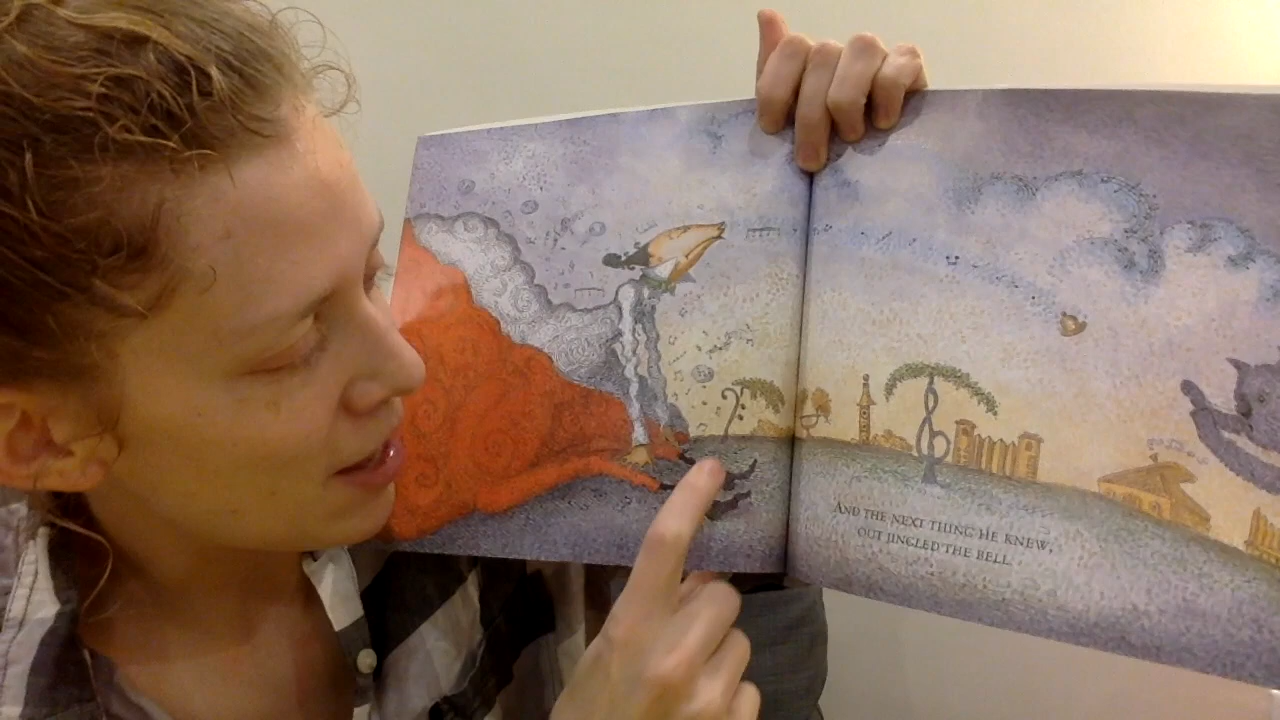 AND THE NEXT THING HE KNEW,
OUT JINGLED THE BELL.